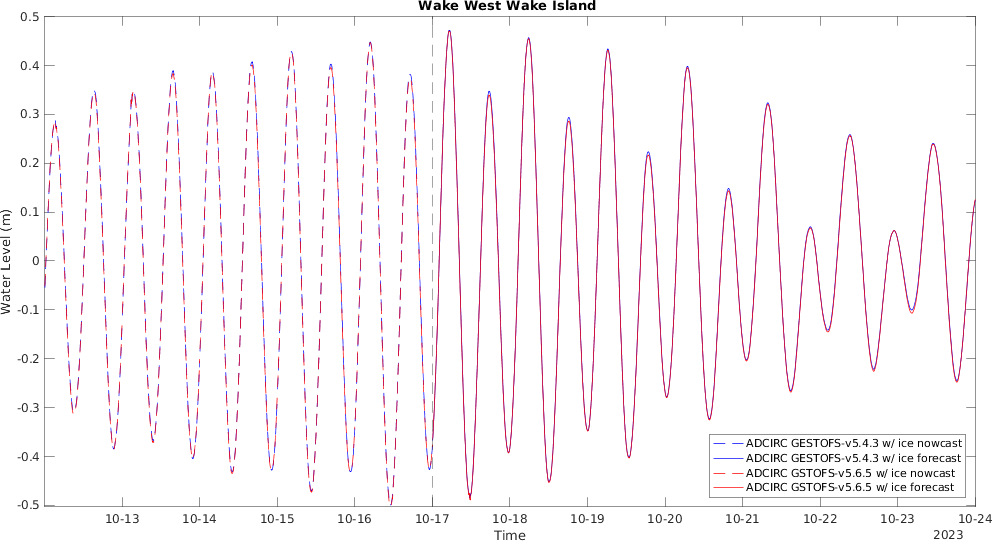 Wake West Wake Island
0.5
0.4
0.3
0.2
0.1
0
-0.1
-0.2
-0.3
-0.4
-0.5
Water Level (m)
ADCIRC GESTOFS-v5.4.3 w/ ice nowcast
ADCIRC GESTOFS-v5.4.3 w/ ice forecast
ADCIRC GSTOFS-v5.6.5 w/ ice nowcast
ADCIRC GSTOFS-v5.6.5 w/ ice forecast
10-13 10-14 10-15 10-16 10-17 10-18 10-19 10-20 10-21 10-22 10-23 10-24
Time
2023